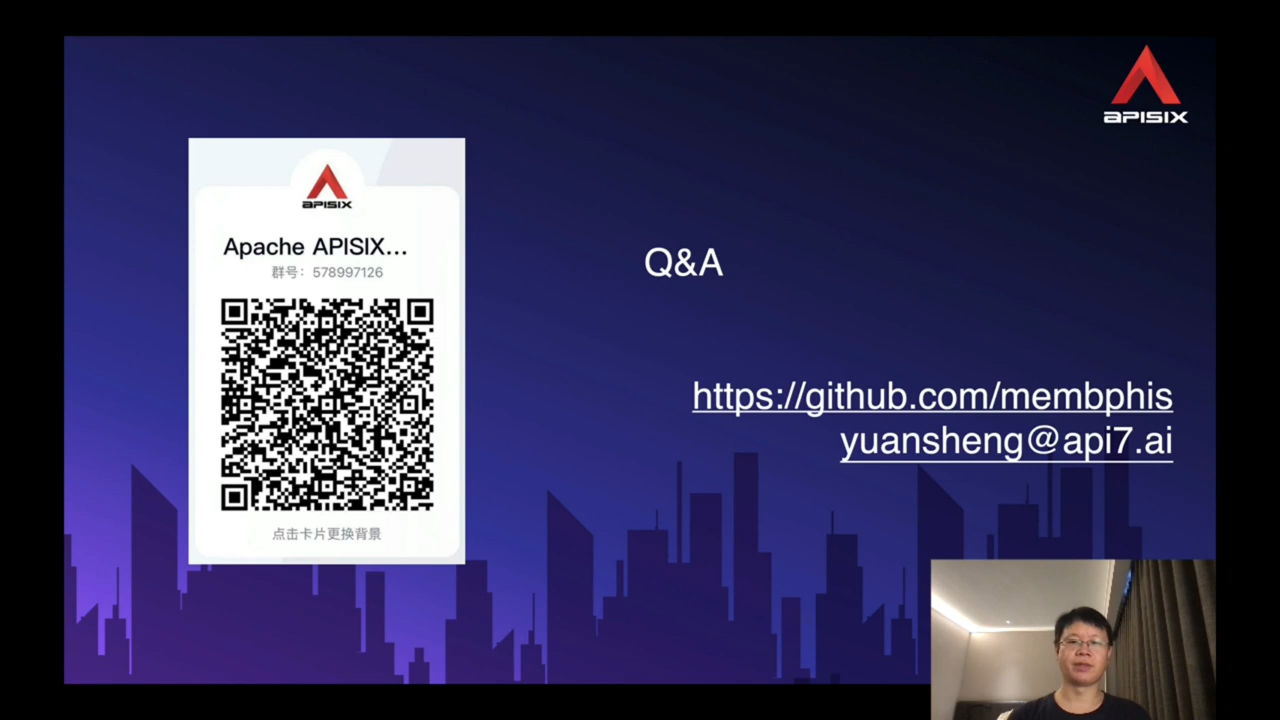 APISIX
APISIX
Apache APISIX...
群号：578997126
点击卡片更换背景
Q&A
https://github.com/membphis
yuansheng@api7.ai